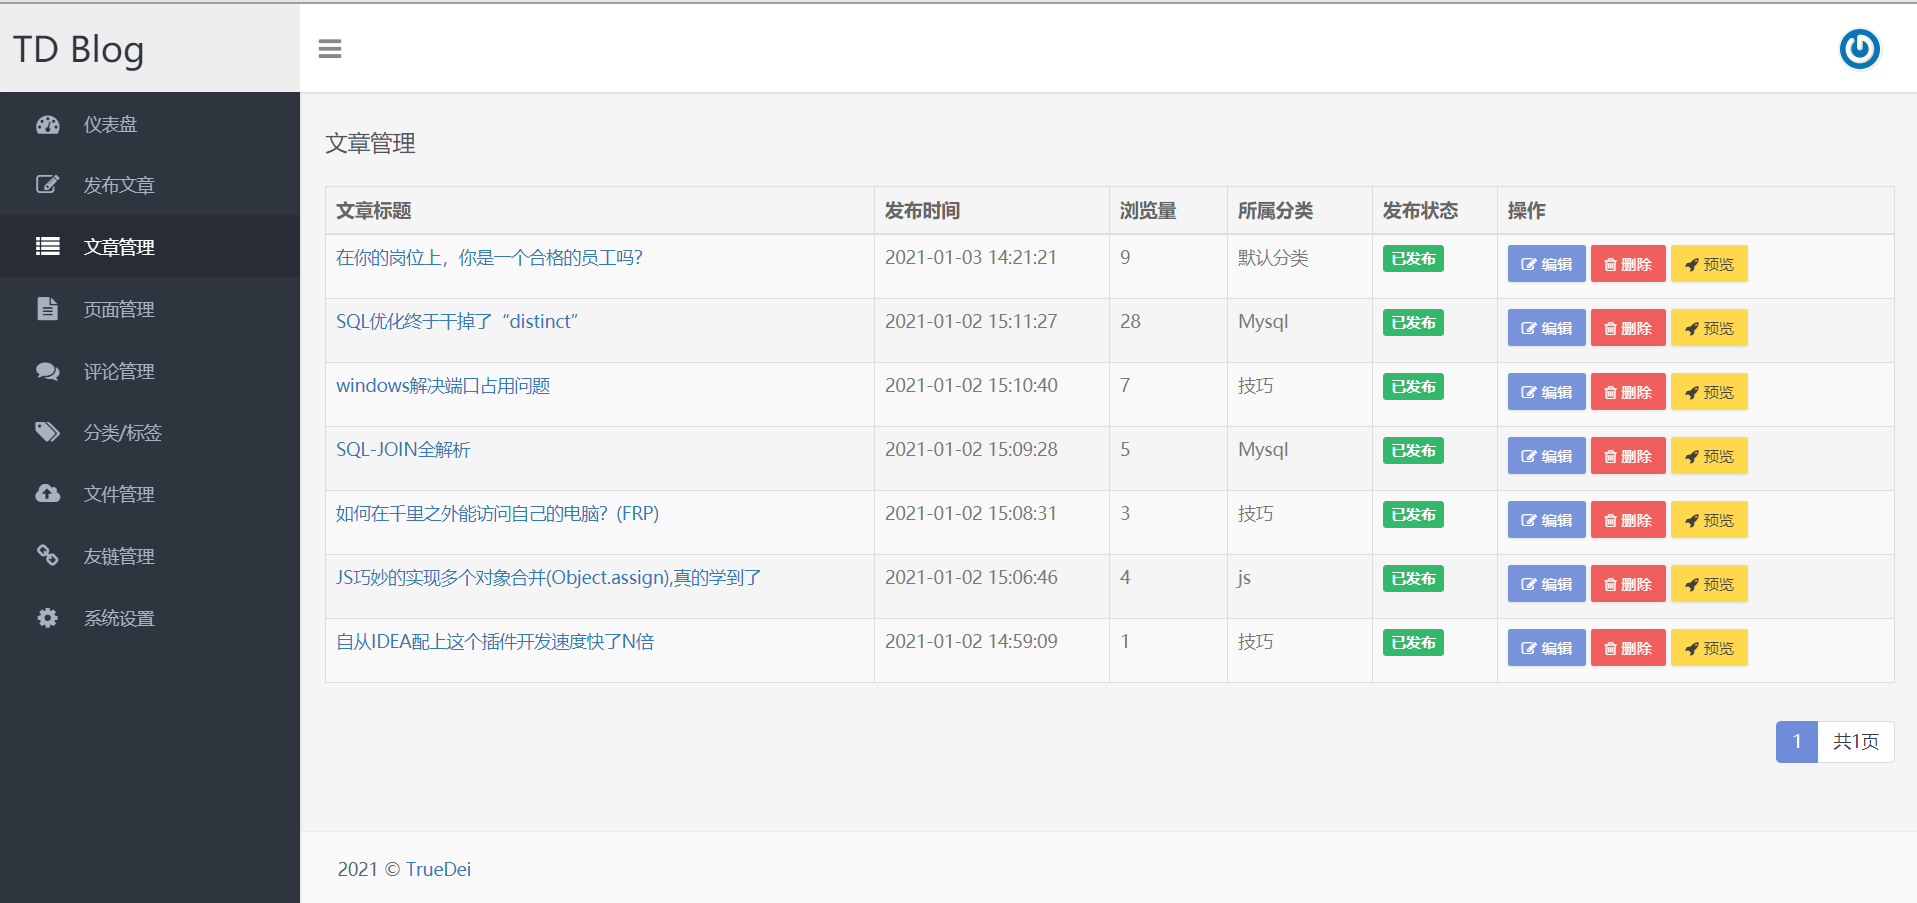 TD Blog
仪表盘
发布文章
文章管理
页面管理
评论管理
分类/标签
文件管理
友链管理
系统设置
文章管理
文章标题 发布时间 浏览量 所属分类 发布状态 操作
在你的岗位上，你是一个合格的员工吗？ 2021-01-03 14:21:21 9 默认分类 已发布 编辑 删除 预览
SQL优化终于干掉了“distinct” 2021-01-02 15:11:27 28 Mysql 已发布 编辑 删除 预览
windows解决端口占用问题 2021-01-02 15:10:40 7 技巧 已发布 编辑 删除 预览
SQL-JOIN全解析 2021-01-02 15:09:28 5 Mysql 已发布 编辑 删除 预览
如何在千里之外能访问自己的电脑？(FRP) 2021-01-02 15:08:31 3 技巧 已发布 编辑 删除 预览
JS巧妙的实现多个对象合并(Object.assign),真的学到了 2021-01-02 15:06:46 4 js 已发布 编辑 删除 预览
自从IDEA配上这个插件开发速度快了N倍 2021-01-02 14:59:09 1 技巧 已发布 编辑 删除 预览
1 共1页
2021 © TrueDei